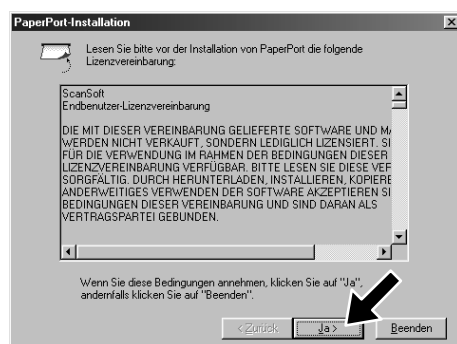 PaperPort-Installation
Lesen Sie bitte vor der Installation von PaperPort die folgende
Lizenzvereinbarung:
ScanSoft
Endbenutzer-Lizenzvereinbarung
DIE MIT DIESER VEREINBARUNG GELIEFERTE SOFTWARE UND
WERDEN NICHT VERKAUFT, SONDERN LEDIGLICH LIZENSIERT.
FÜR DIE VERWENDUNG IM RAHMEN DER BEDINGUNGEN DIESER
LIZENZVEREINBARUNG VERFÜGBAR. BITTE LESEN SIE DIESE
SORGFÄLTIG. DURCH HERUNTERLADEN, INSTALLIEREN,
ANDERWEITIGES VERWENDEN DER SOFTWARE AKZEPTIEREN
BEDINGUNGEN DIESER VEREINBARUNG UND SIND DARAN ALS
VERTRAGSPARTEI GEBUNDEN.
Wenn Sie diese Bedingungen annehmen, klicken Sie auf "Ja",
andernfalls klicken Sie auf "Beenden".
< Zurück Ja > Beenden